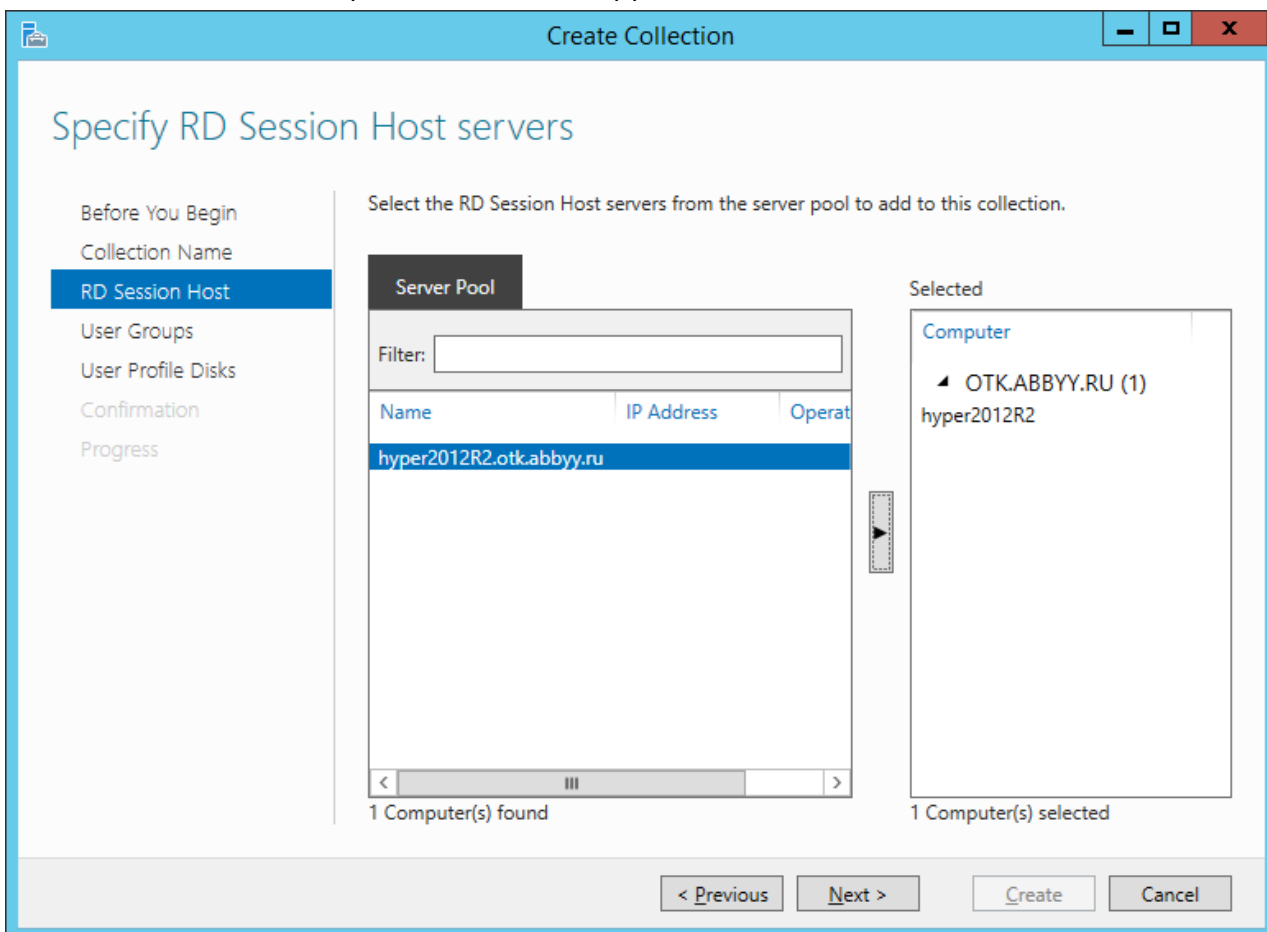 Create Collection
X
Specify RD Session Host servers
Before You Begin
Collection Name
RD Session Host
User Groups
User Profile Disks
Confirmation
Progress
Select the RD Session Host servers from the server pool to add to this collection.
Server Pool
Filter:
Name IP Address Operat
hyper2012R2.otk.abbyy.ru
1 Computer(s) found
Selected
Computer
OTK.ABBYY.RU (1)
hyper2012R2
1 Computer(s) selected
< Previous Next > Create Cancel